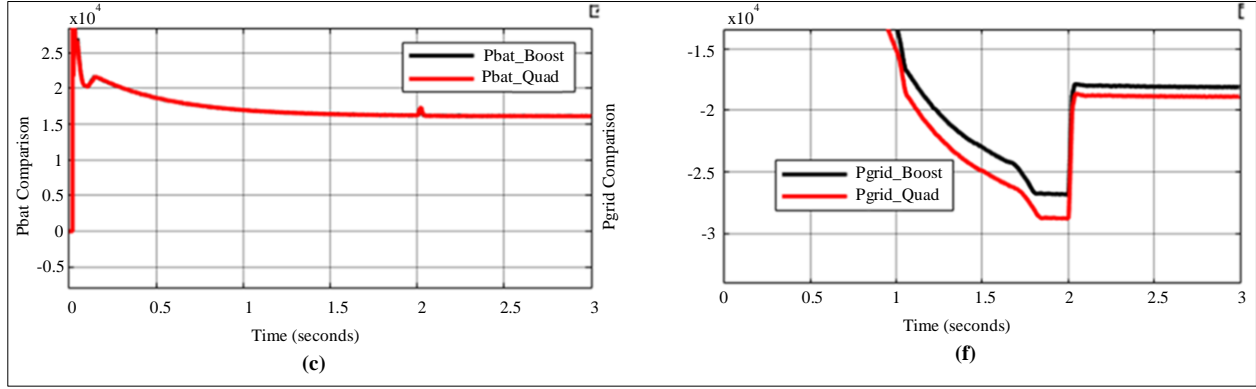 x10⁴
2.5
2
1.5
1
0.5
0
-0.5
Pbat Comparison
Pbat_Boost
Pbat_Quad
0 0.5 1 1.5 2 2.5 3
Time (seconds)
(c)
x10⁴
-1.5
-2
-2.5
-3
Pgrid Comparison
Pgrid_Boost
Pgrid_Quad
0 0.5 1 1.5 2 2.5 3
Time (seconds)
(f)